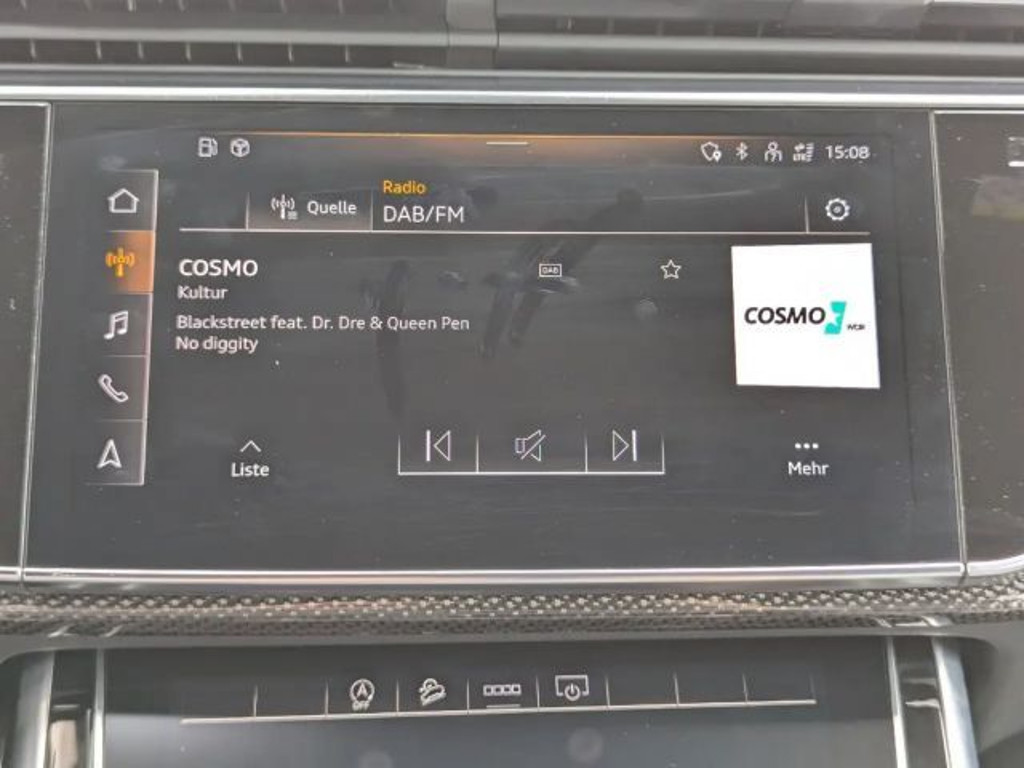 15:08
Radio
Quelle
DAB/FM
COSMO
DAB
Kultur
Blackstreet feat. Dr. Dre & Queen Pen
No diggity
COSMO
WDR
Liste
Mehr
A
OFF